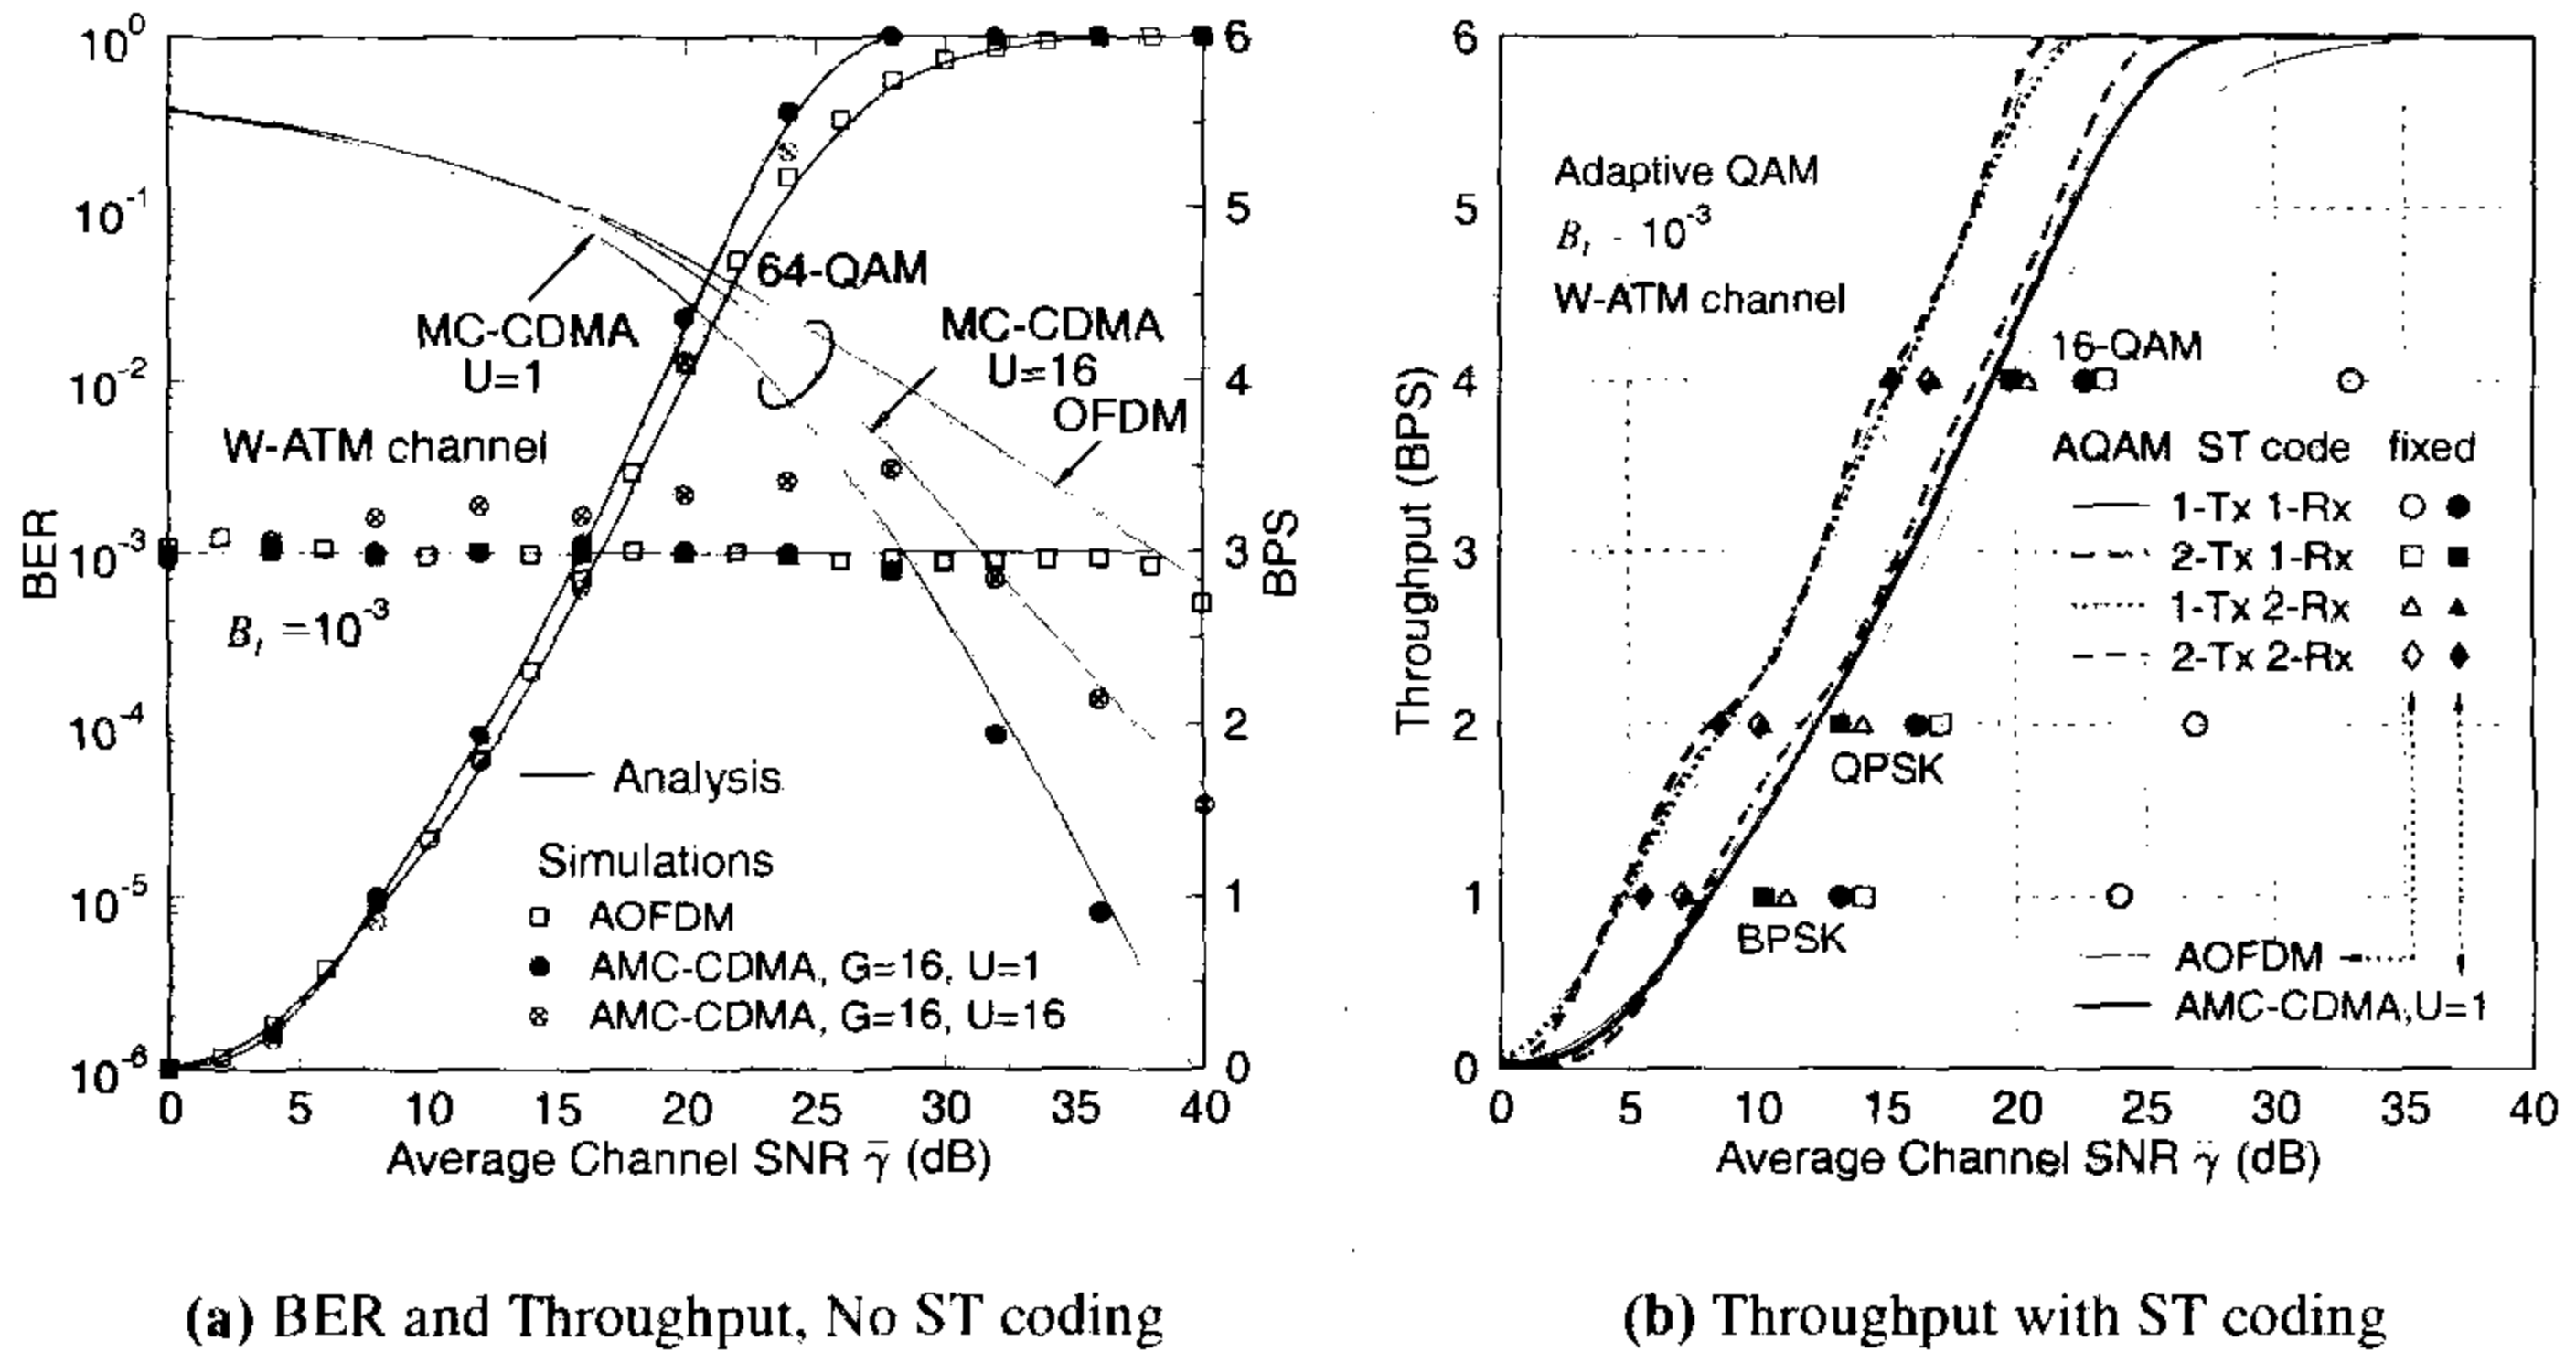 10^0
10^-1
10^-2
10^-3
10^-4
10^-5
10^-6
BER
6
5
4
3
2
1
0
BPS
0 5 10 15 20 25 30 35 40
Average Channel SNR γ̄ (dB)
64-QAM
MC-CDMA
U=1
MC-CDMA
U=16
OFDM
W-ATM channel
B_t =10^-3
Analysis
Simulations
AOFDM
AMC-CDMA, G=16, U=1
AMC-CDMA, G=16, U=16
(a) BER and Throughput, No ST coding
6
5
4
3
2
1
0
Throughput (BPS)
0 5 10 15 20 25 30 35 40
Average Channel SNR γ̄ (dB)
Adaptive QAM
B_t - 10^-3
W-ATM channel
16-QAM
AQAM ST code fixed
1-Tx 1-Rx
2-Tx 1-Rx
1-Tx 2-Rx
2-Tx 2-Rx
QPSK
BPSK
AOFDM
AMC-CDMA,U=1
(b) Throughput with ST coding